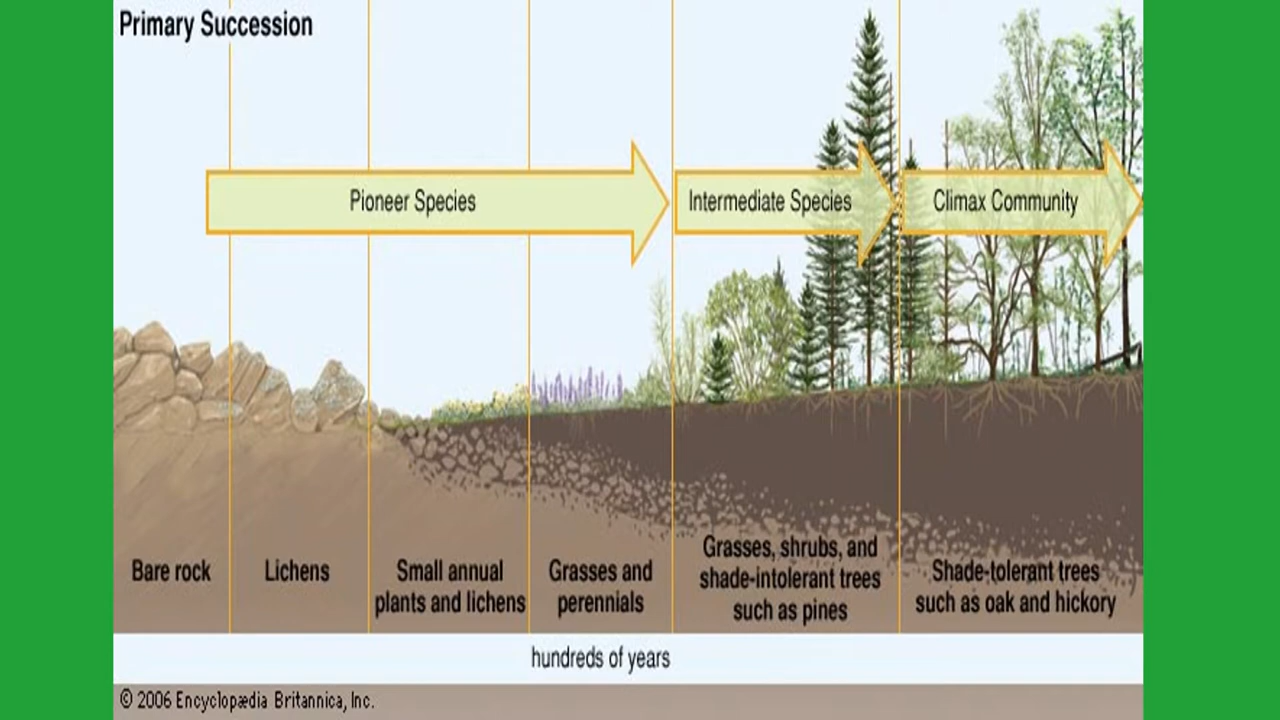 Primary Succession
Pioneer Species
Intermediate Species
Climax Community
Bare rock
Lichens
Small annual
plants and lichens
Grasses and
perennials
Grasses, shrubs, and
shade-intolerant trees
such as pines
Shade-tolerant trees
such as oak and hickory
hundreds of years
© 2006 Encyclopædia Britannica, Inc.